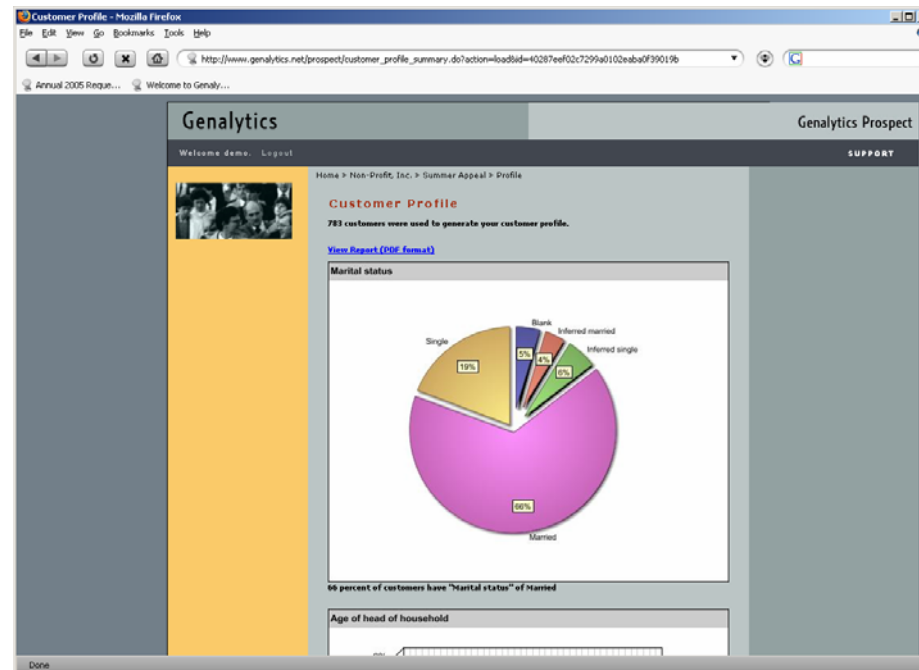 Customer Profile - Mozilla Firefox
File Edit View Go Bookmarks Tools Help
http://www.genalytics.net/prospect/customer_profile_summary.do?action=load&id=40287eef02c7299a0102eaba0f39019b
Annual 2005 Reque... Welcome to Genaly...
Genalytics
Genalytics Prospect
Welcome demo. Logout
SUPPORT
Home > Non-Profit, Inc. > Summer Appeal > Profile
Customer Profile
783 customers were used to generate your customer profile.
View Report (PDF format)
Marital status
Blank
Inferred married
Single
Inferred single
5%
4%
19%
6%
66%
Married
66 percent of customers have "Marital status" of Married
Age of head of household
Done